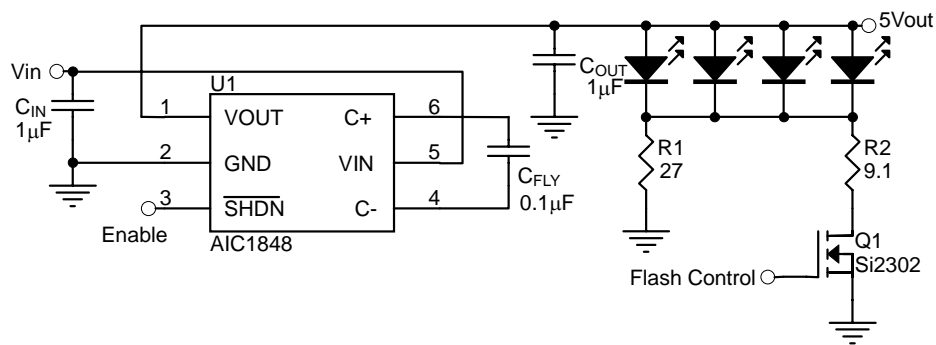 5Vout
Vin
U1
C_IN
1µF
C_OUT
1µF
1
VOUT
C+
6
2
GND
VIN
5
3
SHDN
C-
4
C_FLY
0.1µF
Enable
AIC1848
R1
27
R2
9.1
Q1
Si2302
Flash Control